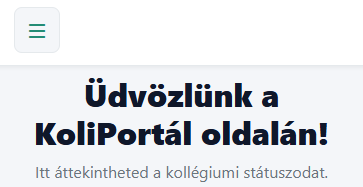 Üdvözlünk a
KoliPortál oldalán!
Itt áttekintheted a kollégiumi státuszodat.